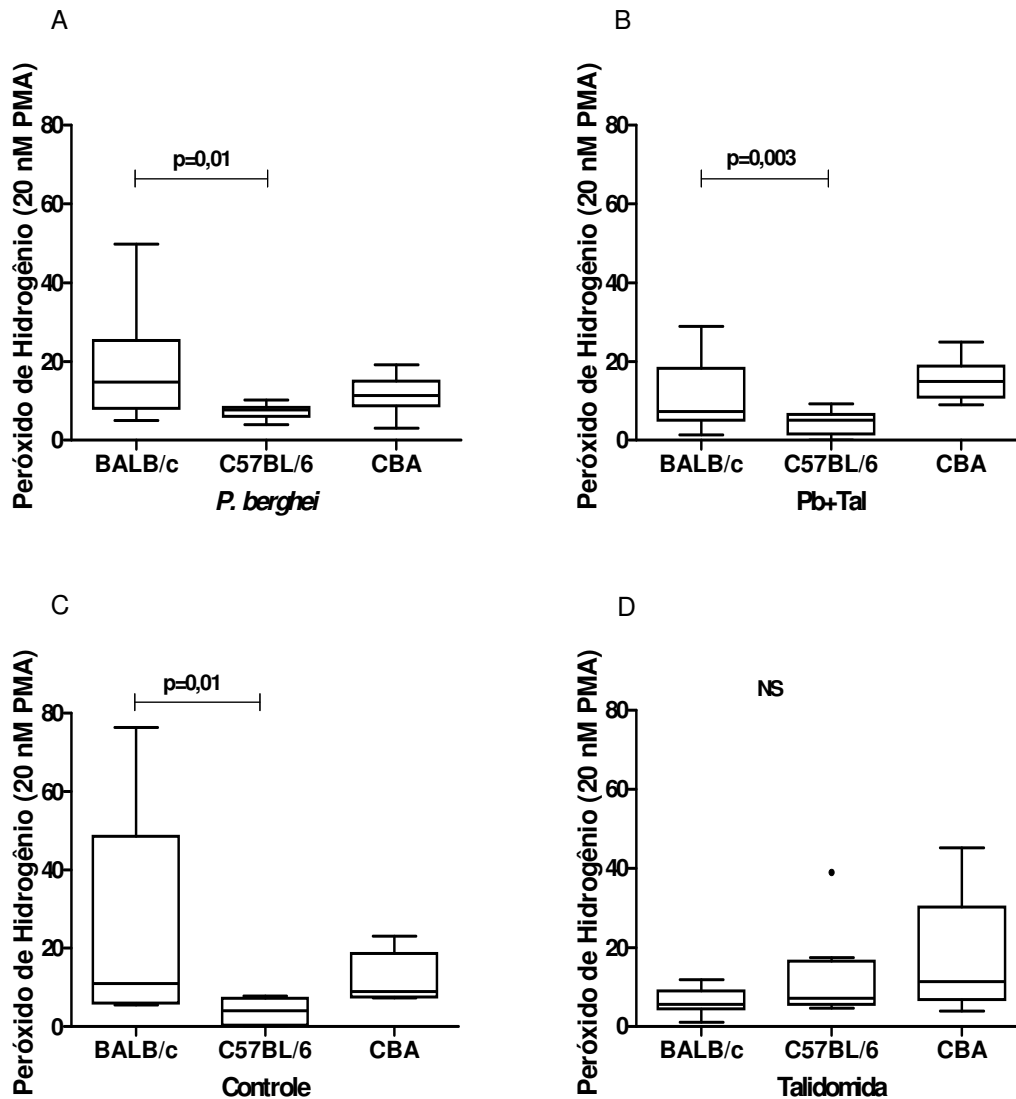 A
Peróxido de Hidrogênio (20 nM PMA)
80
60
40
20
0
p=0,01
BALB/c C57BL/6 CBA
P. berghei
B
Peróxido de Hidrogênio (20 nM PMA)
80
60
40
20
0
p=0,003
BALB/c C57BL/6 CBA
Pb+Tal
C
Peróxido de Hidrogênio (20 nM PMA)
80
60
40
20
0
p=0,01
BALB/c C57BL/6 CBA
Controle
D
Peróxido de Hidrogênio (20 nM PMA)
80
60
40
20
0
NS
BALB/c C57BL/6 CBA
Talidomida